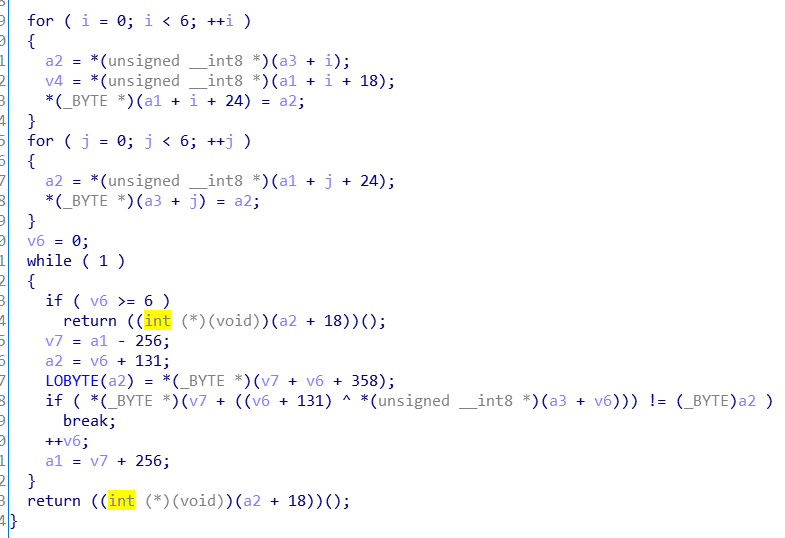 9 for ( i = 0; i < 6; ++i )
0 {
1 a2 = *(unsigned __int8 *)(a3 + i);
2 v4 = *(unsigned __int8 *)(a1 + i + 18);
3 *(_BYTE *)(a1 + i + 24) = a2;
4 }
5 for ( j = 0; j < 6; ++j )
6 {
7 a2 = *(unsigned __int8 *)(a1 + j + 24);
8 *(_BYTE *)(a3 + j) = a2;
9 }
0 v6 = 0;
1 while ( 1 )
2 {
3 if ( v6 >= 6 )
4 return ((int (*)(void))(a2 + 18))();
5 v7 = a1 - 256;
6 a2 = v6 + 131;
7 LOBYTE(a2) = *(_BYTE *)(v7 + v6 + 358);
8 if ( *(_BYTE *)(v7 + ((v6 + 131) ^ *(unsigned __int8 *)(a3 + v6))) != (_BYTE)a2 )
9 break;
0 ++v6;
1 a1 = v7 + 256;
2 }
3 return ((int (*)(void))(a2 + 18))();
4 }